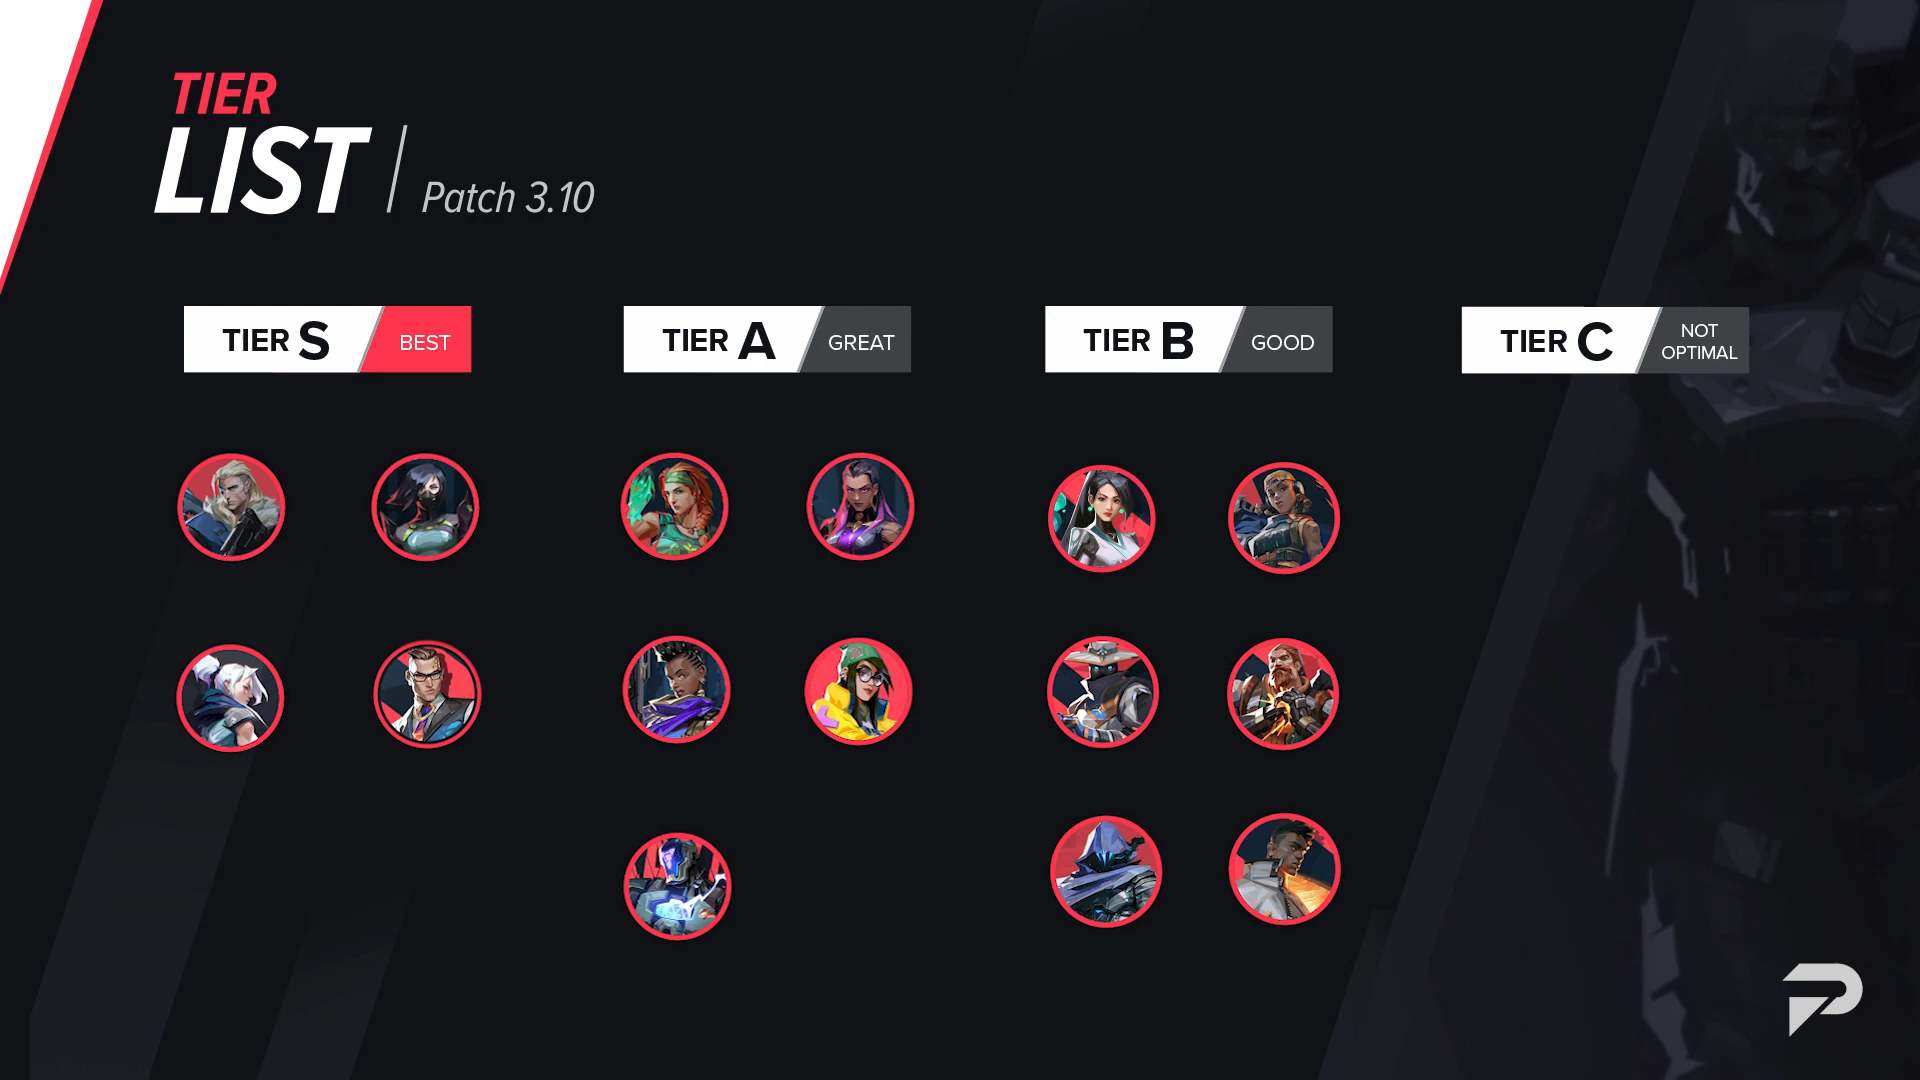 TIER
LIST
Patch 3.10
TIER S BEST
TIER A GREAT
TIER B GOOD
TIER C NOT
OPTIMAL